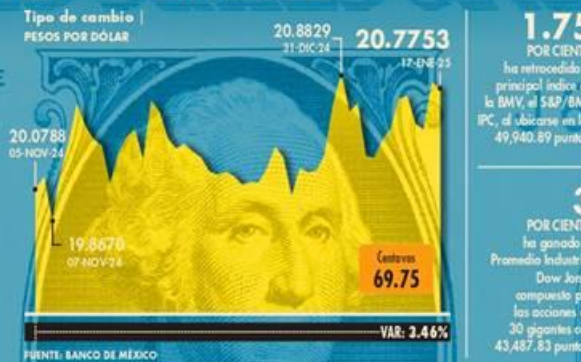 Tipo de cambio |
PESOS POR DÓLAR
20.8829
31-DIC-24
20.7753
17-ENE-25
20.0788
05-NOV-24
19.8670
07-NOV-24
Centavos
69.75
VAR: 3.46%
FUENTE: BANCO DE MÉXICO
1.75
POR CIENT
ha retrocedido
principal índice
la BMV, el S&P/BM
IPC, al ubicarse en l
49,940.89 punto
3
POR CIENT
ha ganado
Promedio Industri
Dow Jon
compuesto p
las acciones
30 gigantes
43,487.83 punto